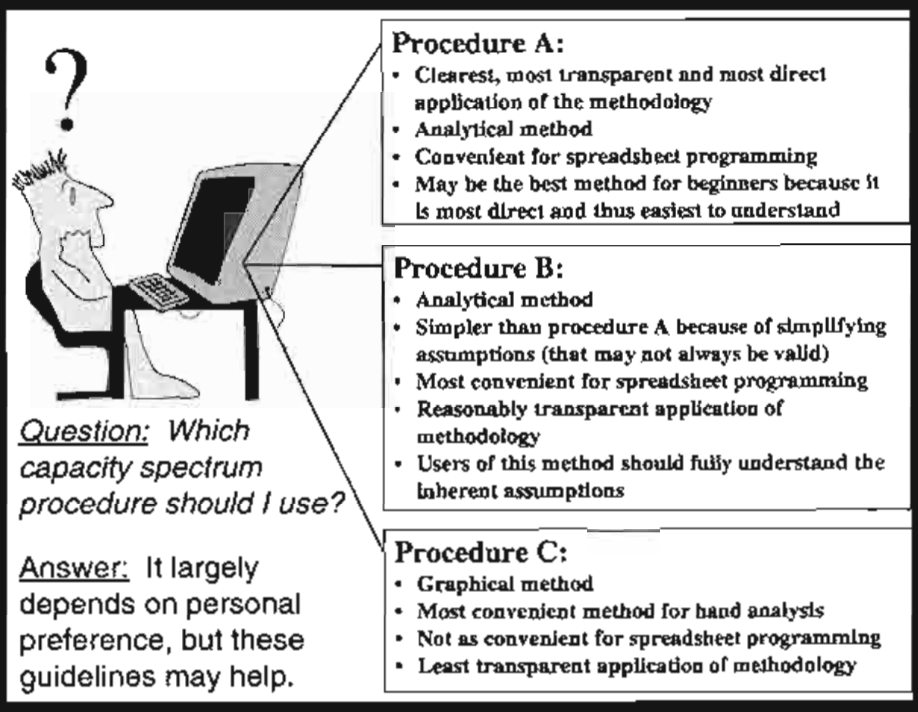 ?
Question: Which
capacity spectrum
procedure should I use?
Answer: It largely
depends on personal
preference, but these
guidelines may help.
Procedure A:
• Clearest, most transparent and most direct
application of the methodology
• Analytical method
• Convenient for spreadsheet programming
• May be the best method for beginners because it
is most direct and thus easiest to understand
Procedure B:
• Analytical method
• Simpler than procedure A because of simplifying
assumptions (that may not always be valid)
• Most convenient for spreadsheet programming
• Reasonably transparent application of
methodology
• Users of this method should fully understand the
inherent assumptions
Procedure C:
• Graphical method
• Most convenient method for hand analysis
• Not as convenient for spreadsheet programming
• Least transparent application of methodology